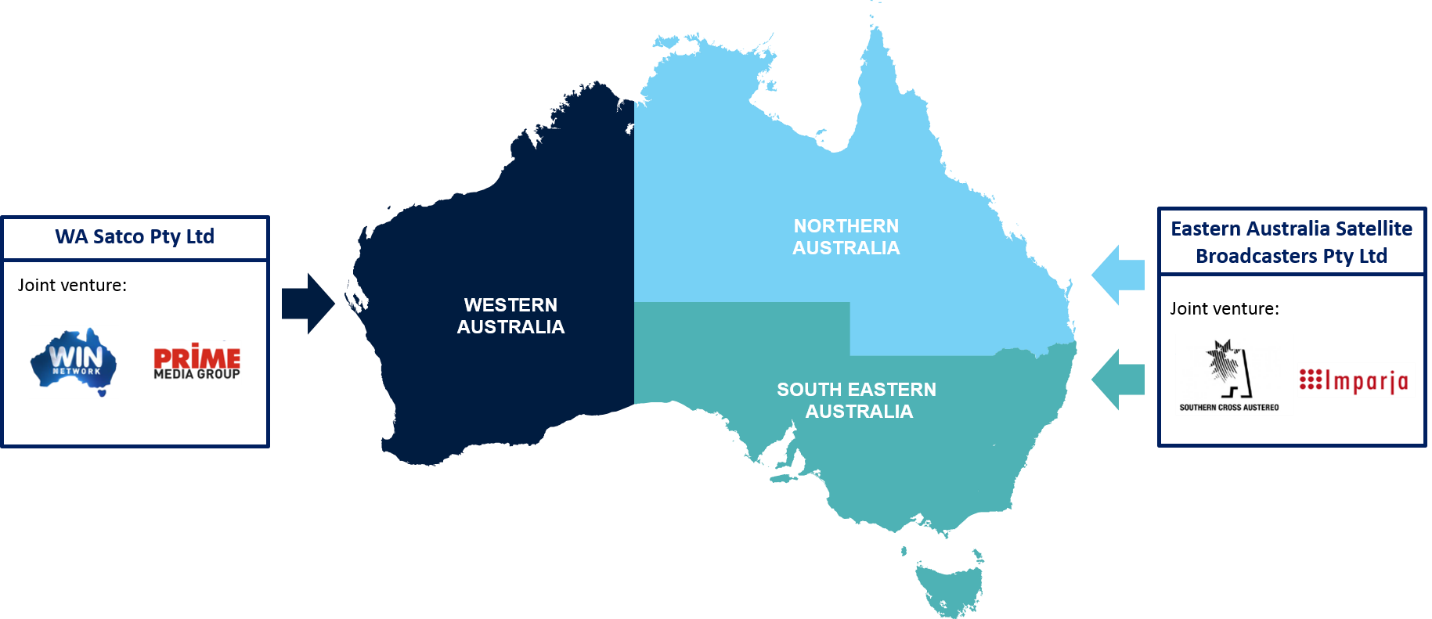 WA Satco Pty Ltd
Joint venture:
WIN
NETWORK
PRiME
MEDIA GROUP
WESTERN
AUSTRALIA
NORTHERN
AUSTRALIA
SOUTH EASTERN
AUSTRALIA
Eastern Australia Satellite
Broadcasters Pty Ltd
Joint venture:
SOUTHERN CROSS AUSTEREO
Imparja